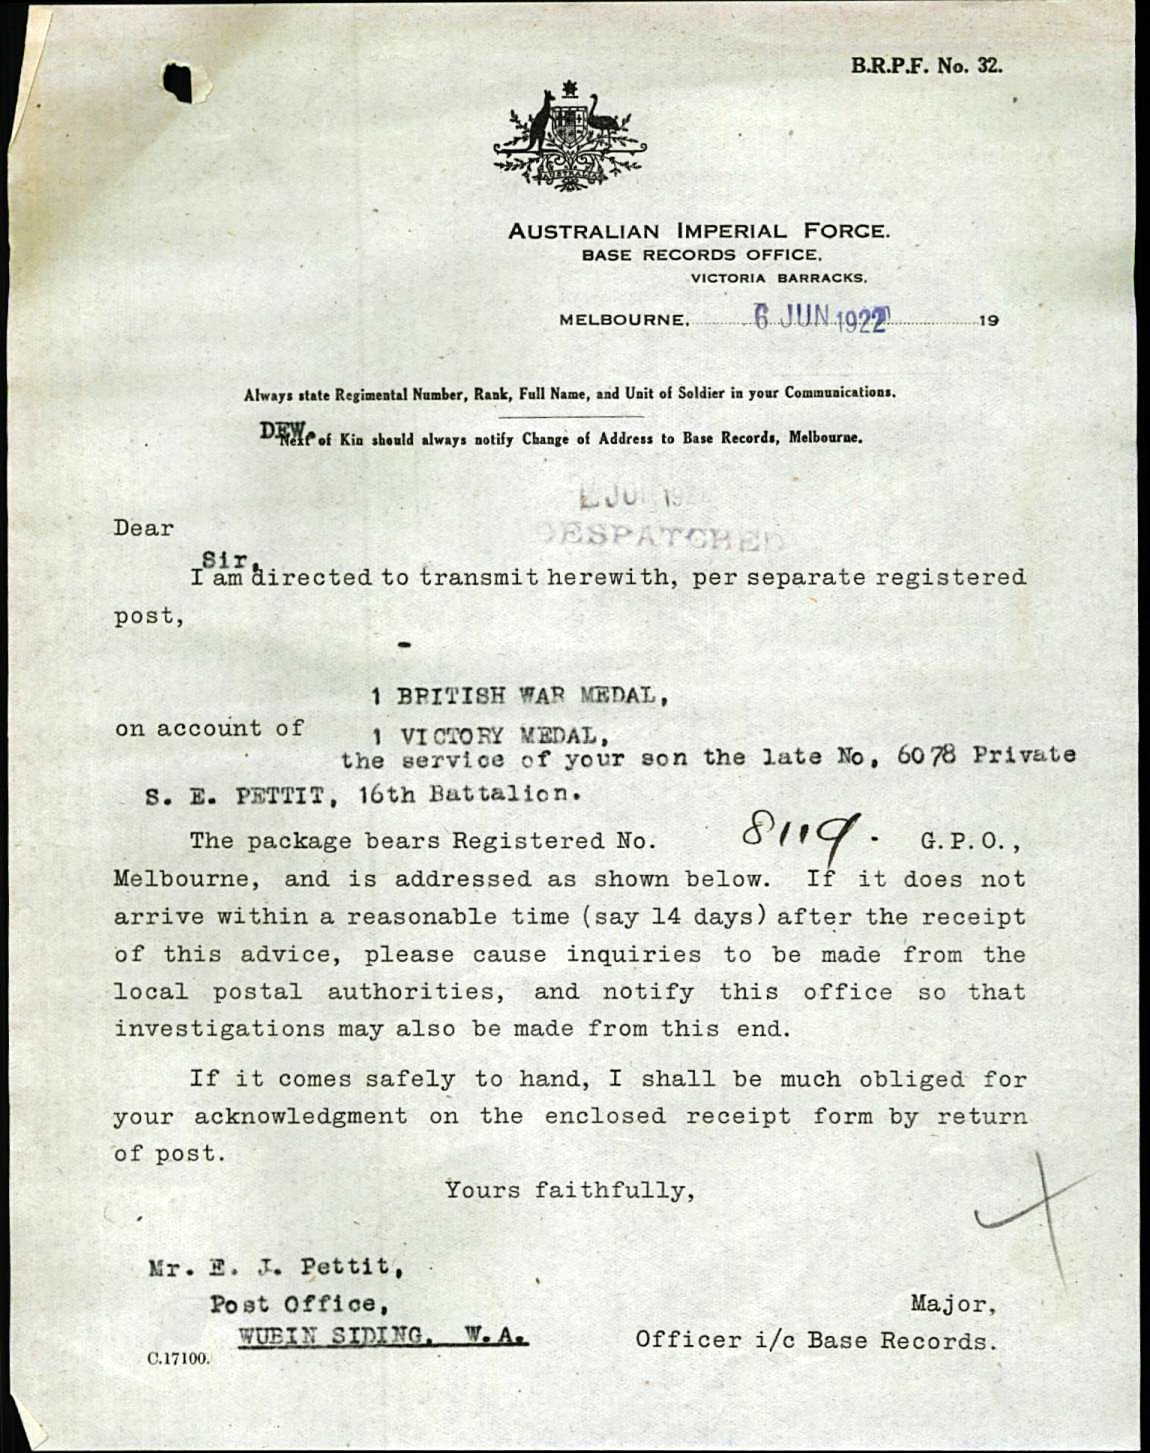 B.R.P.F. No. 32.
AUSTRALIA
AUSTRALIAN IMPERIAL FORCE.
BASE RECORDS OFFICE,
VICTORIA BARRACKS,
MELBOURNE, 6 JUN 1922 19
Always state Regimental Number, Rank, Full Name, and Unit of Soldier in your Communications.
DEW.
Next of Kin should always notify Change of Address to Base Records, Melbourne.
DESPATCHED
Dear
Sir,
I am directed to transmit herewith, per separate registered
post,
-
1 BRITISH WAR MEDAL,
on account of
1 VICTORY MEDAL,
the service of your son the late No, 6078 Private
S. E. PETTIT, 16th Battalion.
The package bears Registered No. 8119. G.P.O.,
Melbourne, and is addressed as shown below. If it does not
arrive within a reasonable time (say 14 days) after the receipt
of this advice, please cause inquiries to be made from the
local postal authorities, and notify this office so that
investigations may also be made from this end.
If it comes safely to hand, I shall be much obliged for
your acknowledgment on the enclosed receipt form by return
of post.
Yours faithfully,
Mr. E. J. Pettit,
Post Office,
WUBIN SIDING, W.A.
Major,
Officer i/c Base Records.
C.17100.